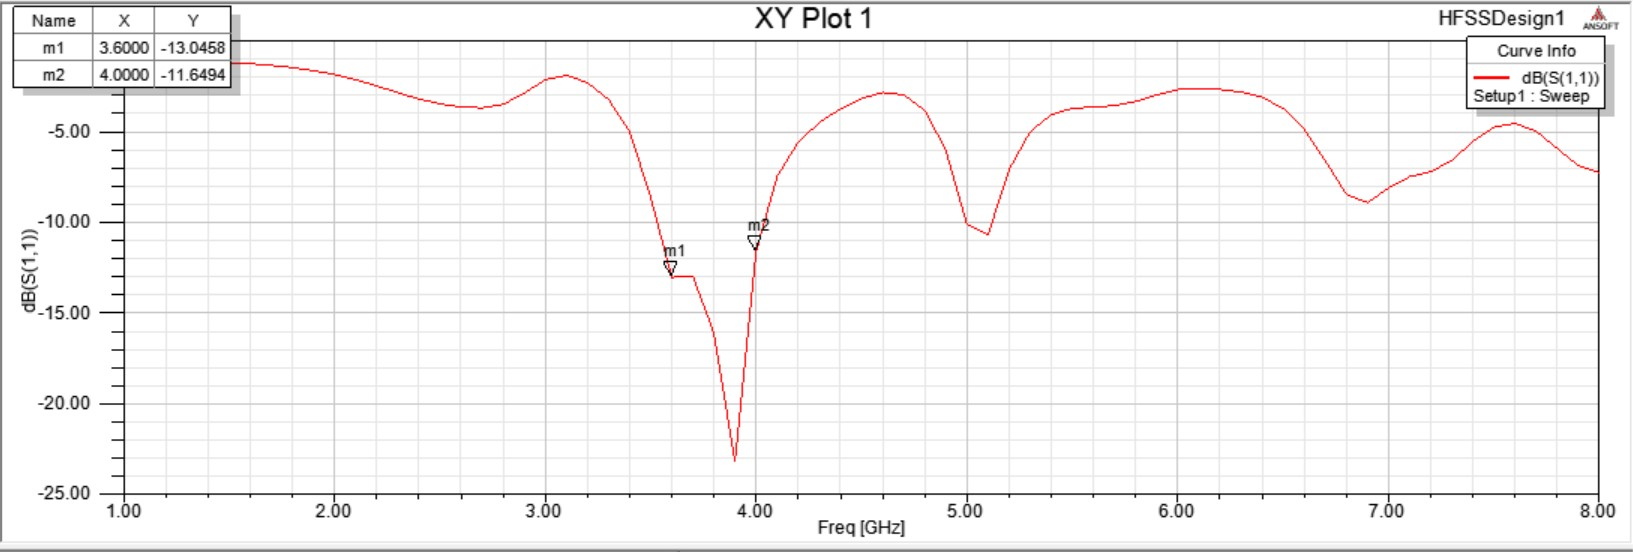 XY Plot 1
HFSSDesign1
ANSOFT
Name X Y
m1 3.6000 -13.0458
m2 4.0000 -11.6494
Curve Info
dB(S(1,1))
Setup1 : Sweep
dB(S(1,1))
-5.00
-10.00
-15.00
-20.00
-25.00
m1
m2
1.00 2.00 3.00 4.00 5.00 6.00 7.00 8.00
Freq [GHz]